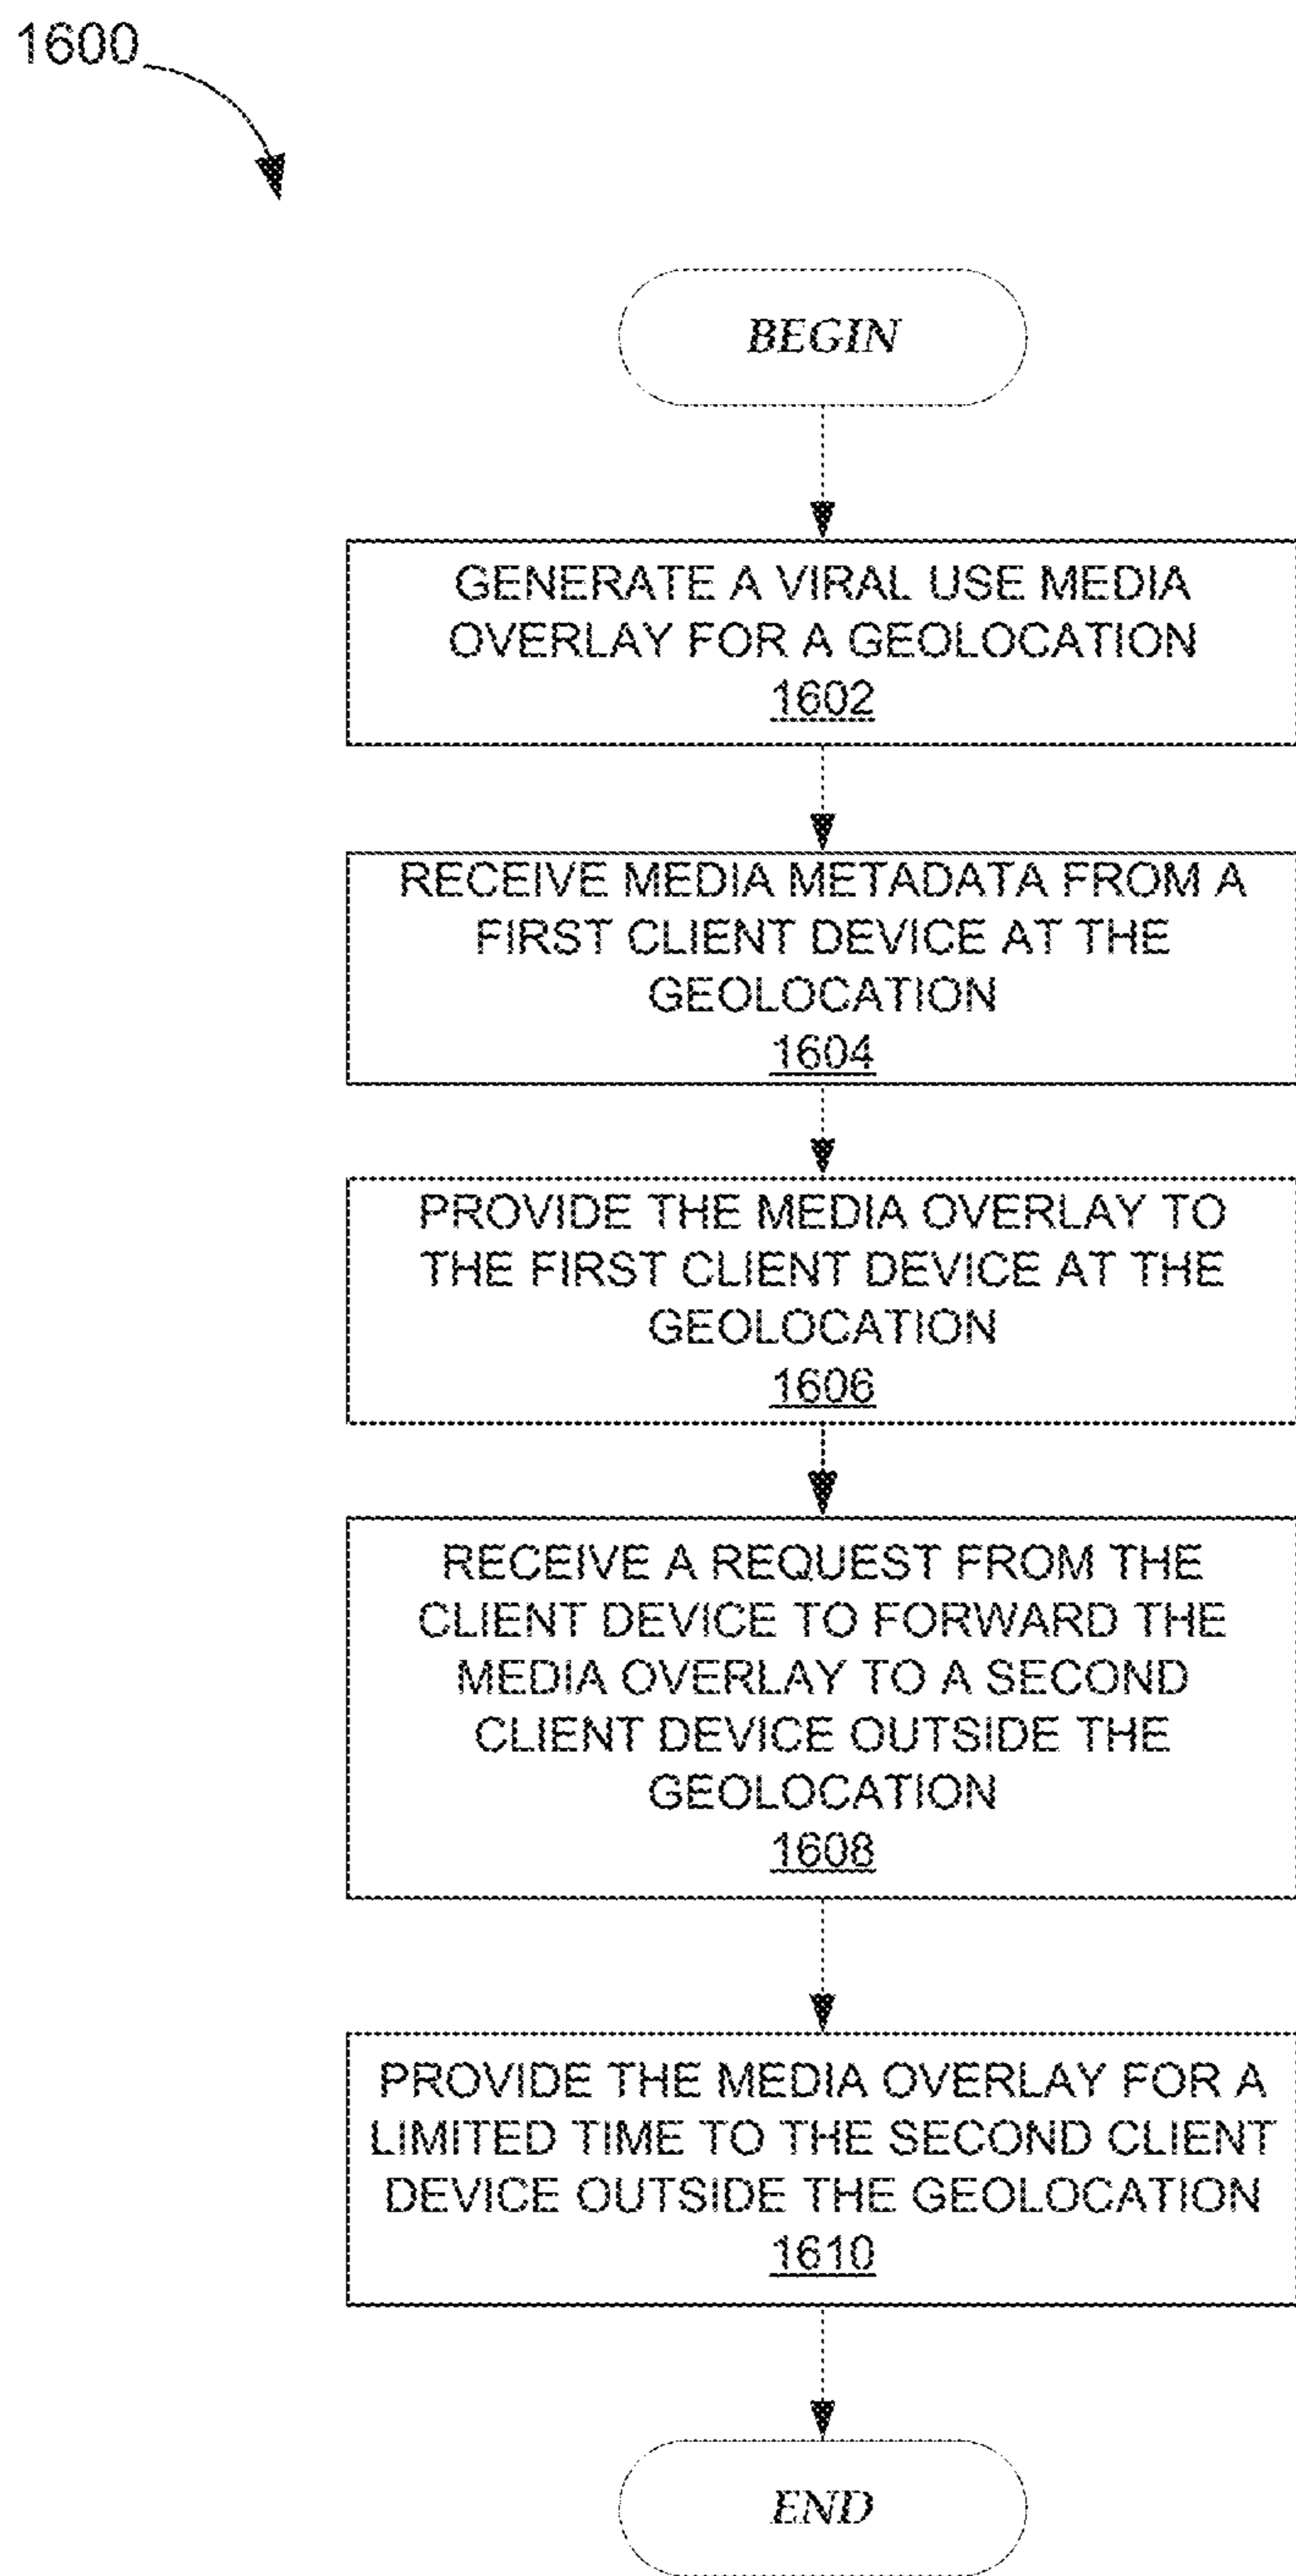 1600
BEGIN
GENERATE A VIRAL USE MEDIA
OVERLAY FOR A GEOLOCATION
1602
RECEIVE MEDIA METADATA FROM A
FIRST CLIENT DEVICE AT THE
GEOLOCATION
1604
PROVIDE THE MEDIA OVERLAY TO
THE FIRST CLIENT DEVICE AT THE
GEOLOCATION
1606
RECEIVE A REQUEST FROM THE
CLIENT DEVICE TO FORWARD THE
MEDIA OVERLAY TO A SECOND
CLIENT DEVICE OUTSIDE THE
GEOLOCATION
1608
PROVIDE THE MEDIA OVERLAY FOR A
LIMITED TIME TO THE SECOND CLIENT
DEVICE OUTSIDE THE GEOLOCATION
1610
END